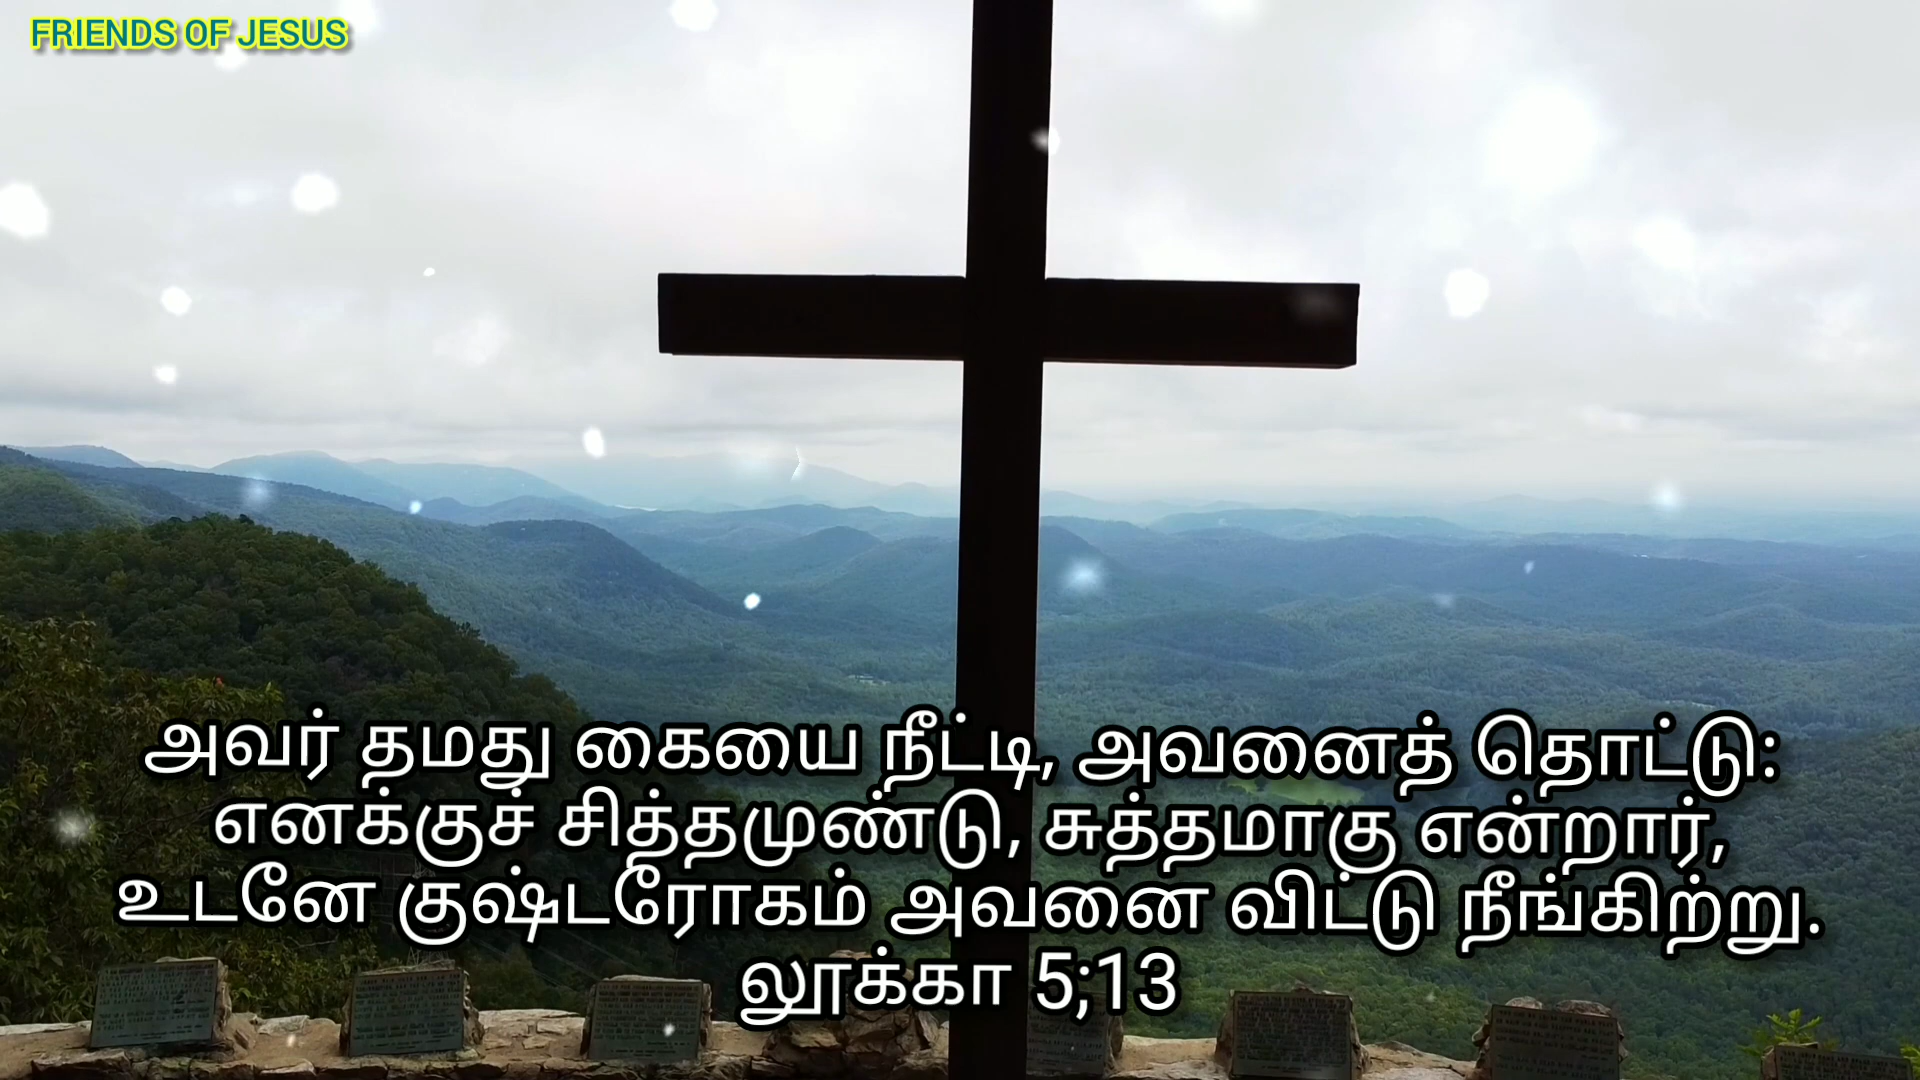 FRIENDS OF JESUS
அவர் தமது கையை நீட்டி, அவனைத் தொட்டு:
எனக்குச் சித்தமுண்டு, சுத்தமாகு என்றார்,
உடனே குஷ்டரோகம் அவனை விட்டு நீங்கிற்று.
லூக்கா 5;13